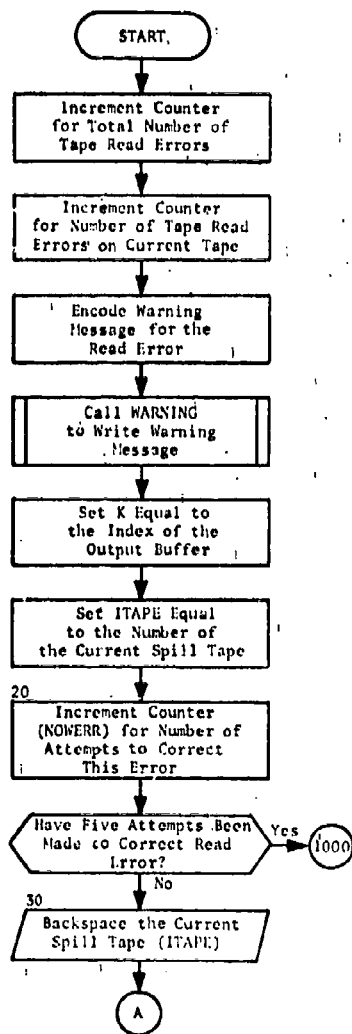 START
Increment Counter
for Total Number of
Tape Read Errors
Increment Counter
for Number of Tape Read
Errors on Current Tape
Encode Warning
Message for the
Read Error
Call WARNING
to Write Warning
Message
Set K Equal to
the Index of the
Output Buffer
Set ITAPE Equal
to the Number of
the Current Spill Tape
20
Increment Counter
(NOWERR) for Number of
Attempts to Correct
This Error
Have Five Attempts Been
Made to Correct Read
Error?
Yes
1000
No
30
Backspace the Current
Spill Tape (ITAPE)
A